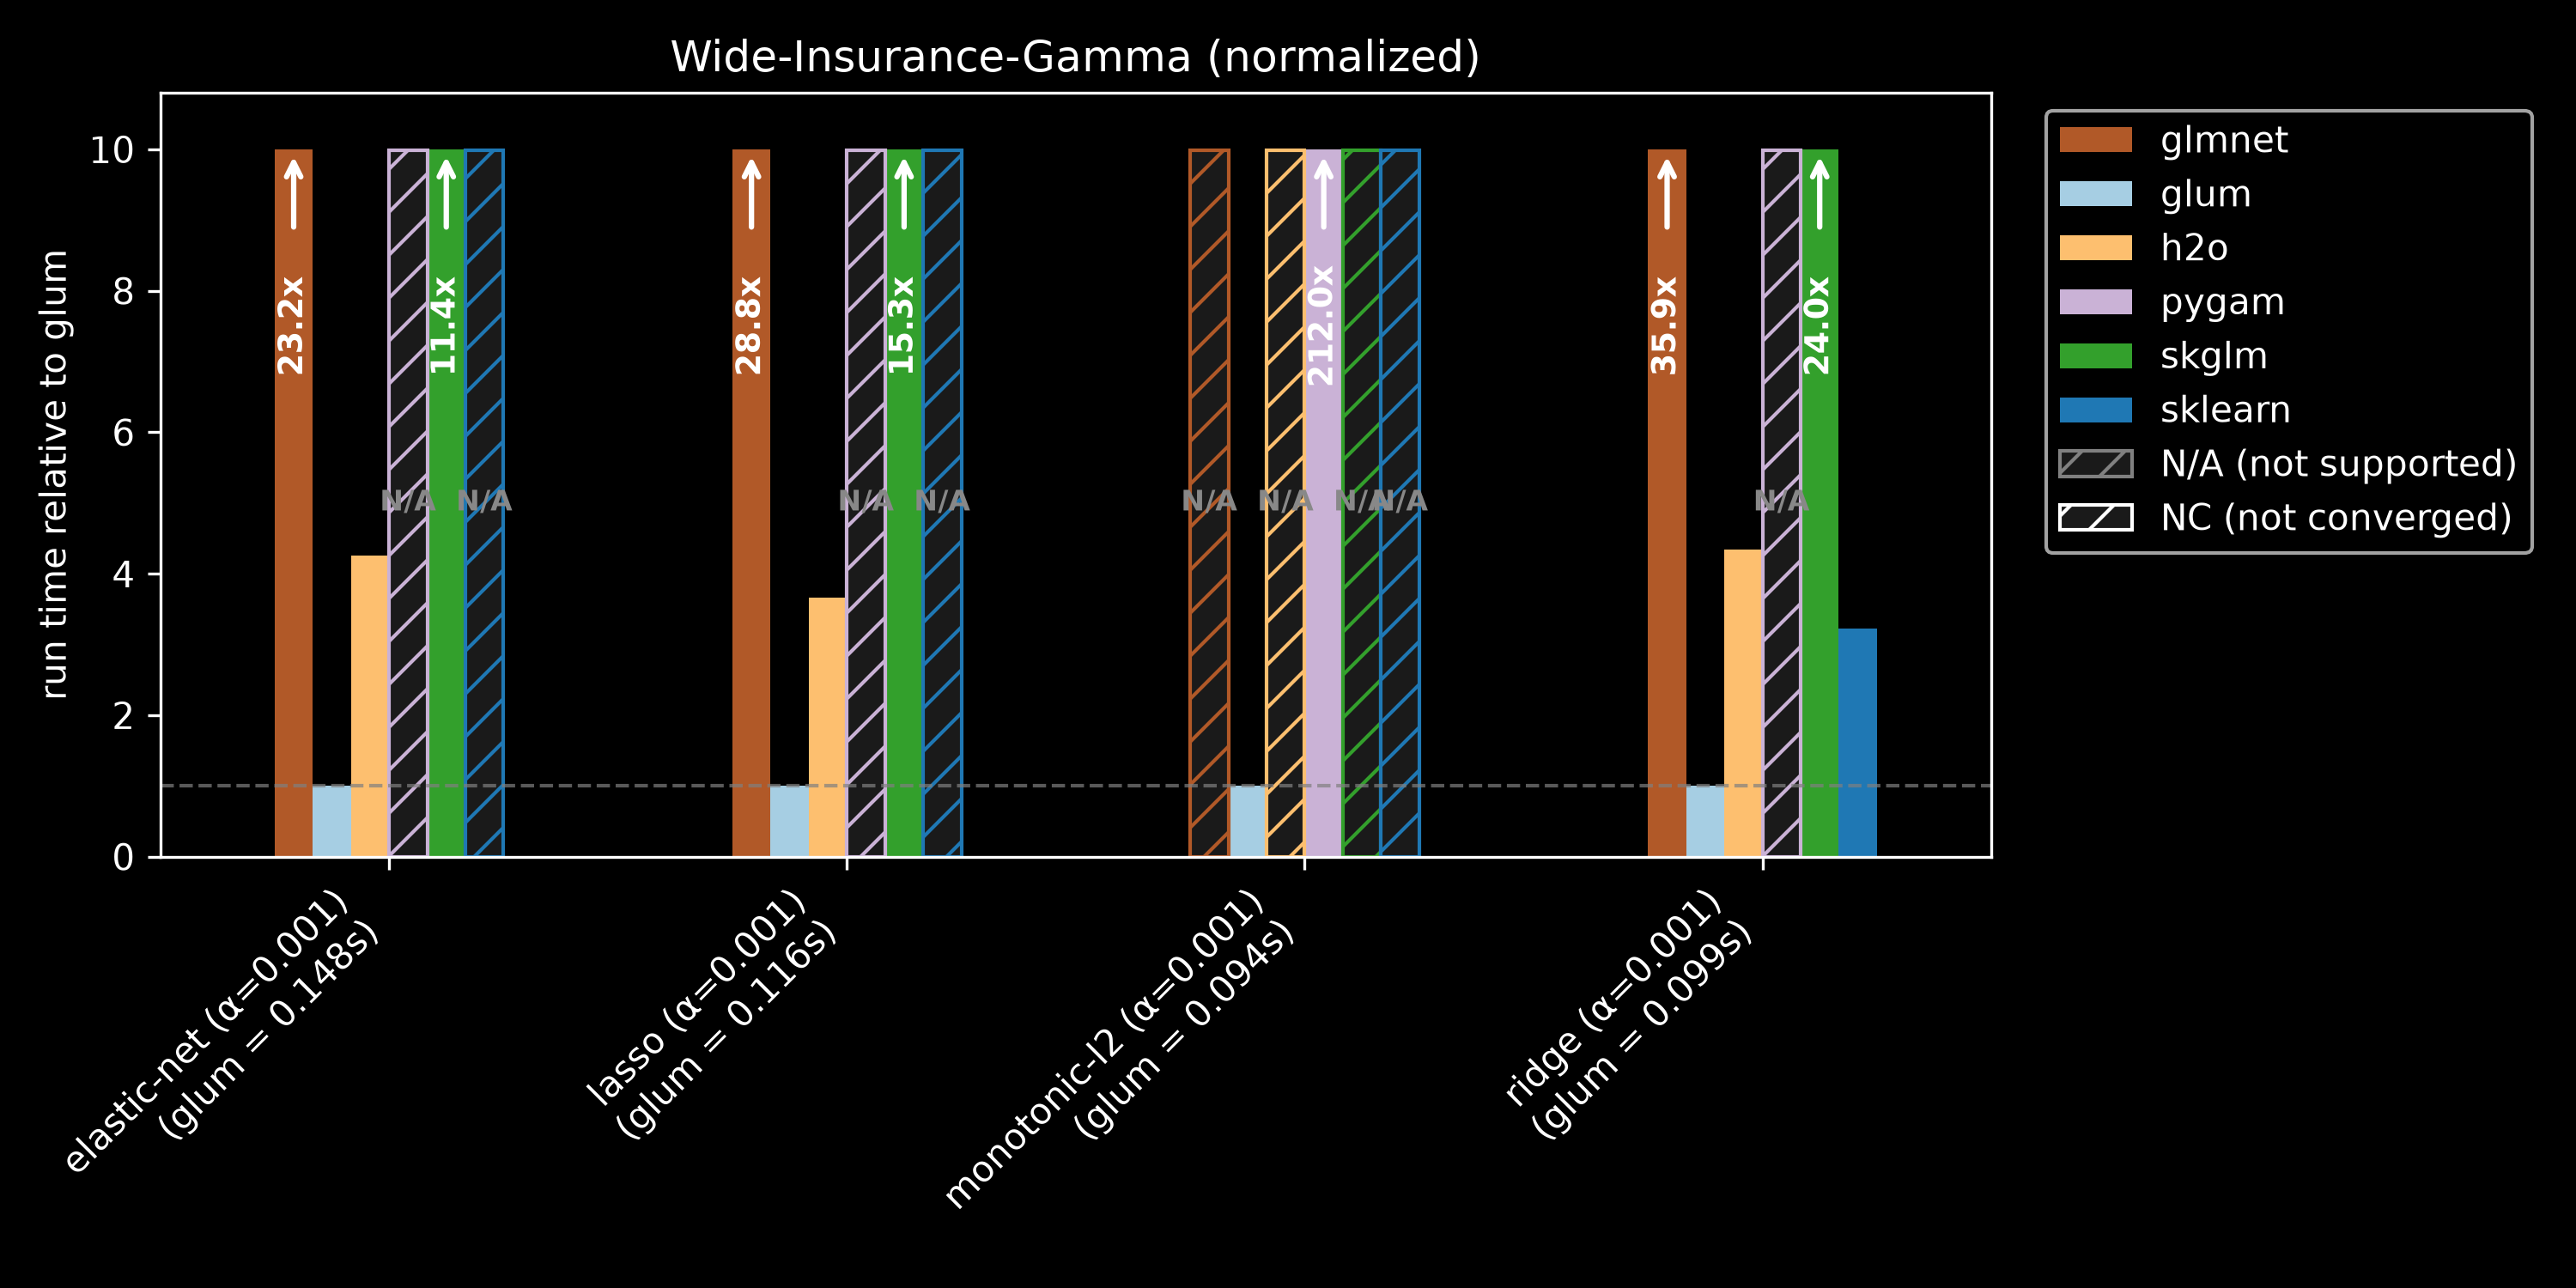 Wide-Insurance-Gamma (normalized)
run time relative to glum
10
8
6
4
2
0
23.2x
11.4x
28.8x
15.3x
212.0x
35.9x
24.0x
N/A
N/A
N/A
N/A
N/A
N/A
N/A
N/A
N/A
elastic-net (α=0.001)
(glum = 0.148s)
lasso (α=0.001)
(glum = 0.116s)
monotonic-l2 (α=0.001)
(glum = 0.094s)
ridge (α=0.001)
(glum = 0.099s)
glmnet
glum
h2o
pygam
skglm
sklearn
N/A (not supported)
NC (not converged)